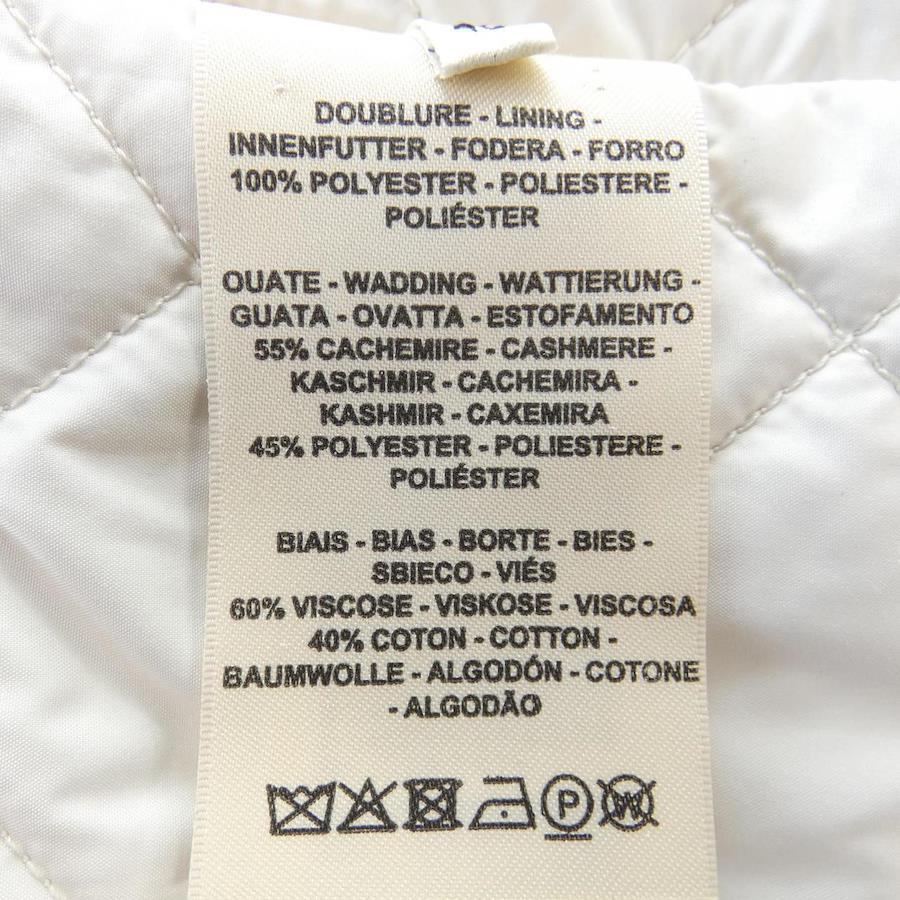 DOUBLURE - LINING -
INNENFUTTER - FODERA - FORRO
100% POLYESTER - POLIESTERE -
POLIÉSTER
OUATE - WADDING - WATTIERUNG -
GUATA - OVATTA - ESTOFAMENTO
55% CACHEMIRE - CASHMERE -
KASCHMIR - CACHEMIRA -
KASHMIR - CAXEMIRA
45% POLYESTER - POLIESTERE -
POLIÉSTER
BIAIS - BIAS - BORTE - BIES -
SBIECO - VIÉS
60% VISCOSE - VISKOSE - VISCOSA
40% COTON - COTTON -
BAUMWOLLE - ALGODÓN - COTONE
- ALGODÃO
P W